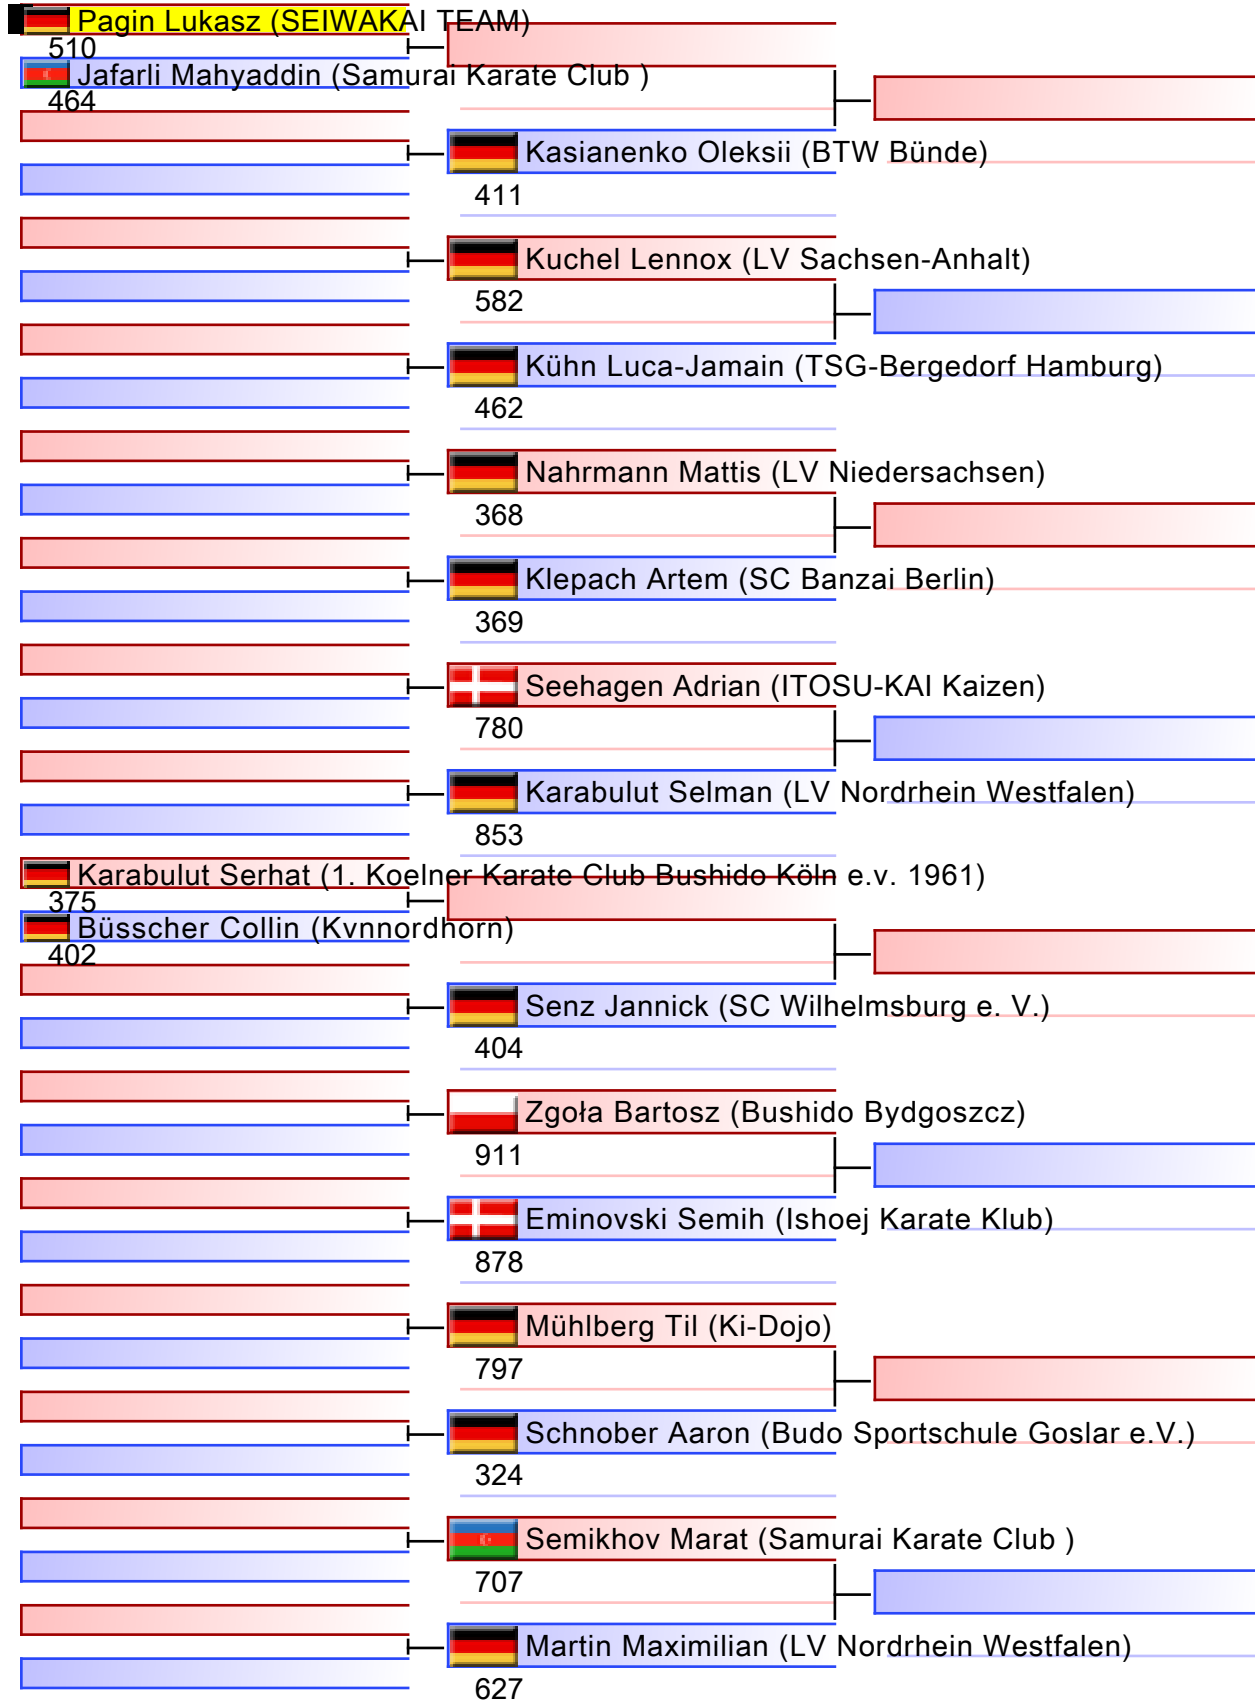 Pagin Lukasz (SEIWAKAI TEAM)
510
Jafarli Mahyaddin (Samurai Karate Club )
464
Kasianenko Oleksii (BTW Bünde)
411
Kuchel Lennox (LV Sachsen-Anhalt)
582
Kühn Luca-Jamain (TSG-Bergedorf Hamburg)
462
Nahrmann Mattis (LV Niedersachsen)
368
Klepach Artem (SC Banzai Berlin)
369
Seehagen Adrian (ITOSU-KAI Kaizen)
780
Karabulut Selman (LV Nordrhein Westfalen)
853
Karabulut Serhat (1. Koelner Karate Club Bushido Köln e.v. 1961)
375
Büsscher Collin (Kvnnordhorn)
402
Senz Jannick (SC Wilhelmsburg e. V.)
404
Zgoła Bartosz (Bushido Bydgoszcz)
911
Eminovski Semih (Ishoej Karate Klub)
878
Mühlberg Til (Ki-Dojo)
797
Schnober Aaron (Budo Sportschule Goslar e.V.)
324
Semikhov Marat (Samurai Karate Club )
707
Martin Maximilian (LV Nordrhein Westfalen)
627